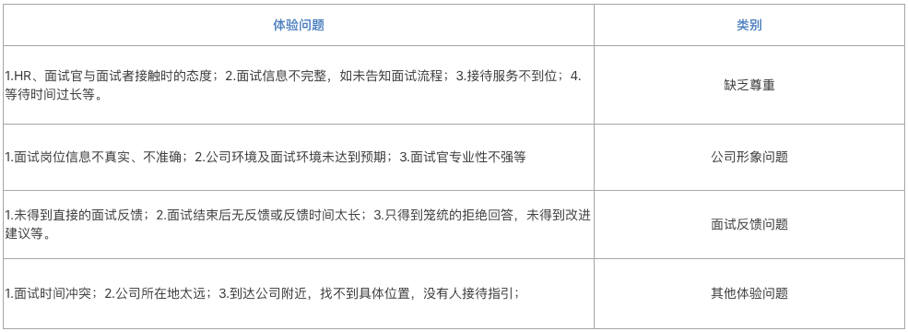 体验问题
类别
1.HR、面试官与面试者接触时的态度；2.面试信息不完整，如未告知面试流程；3.接待服务不到位；4.
等待时间过长等。
缺乏尊重
1.面试岗位信息不真实、不准确；2.公司环境及面试环境未达到预期；3.面试官专业性不强等
公司形象问题
1.未得到直接的面试反馈；2.面试结束后无反馈或反馈时间太长；3.只得到笼统的拒绝回答，未得到改进
建议等。
面试反馈问题
1.面试时间冲突；2.公司所在地太远；3.到达公司附近，找不到具体位置，没有人接待指引；
其他体验问题